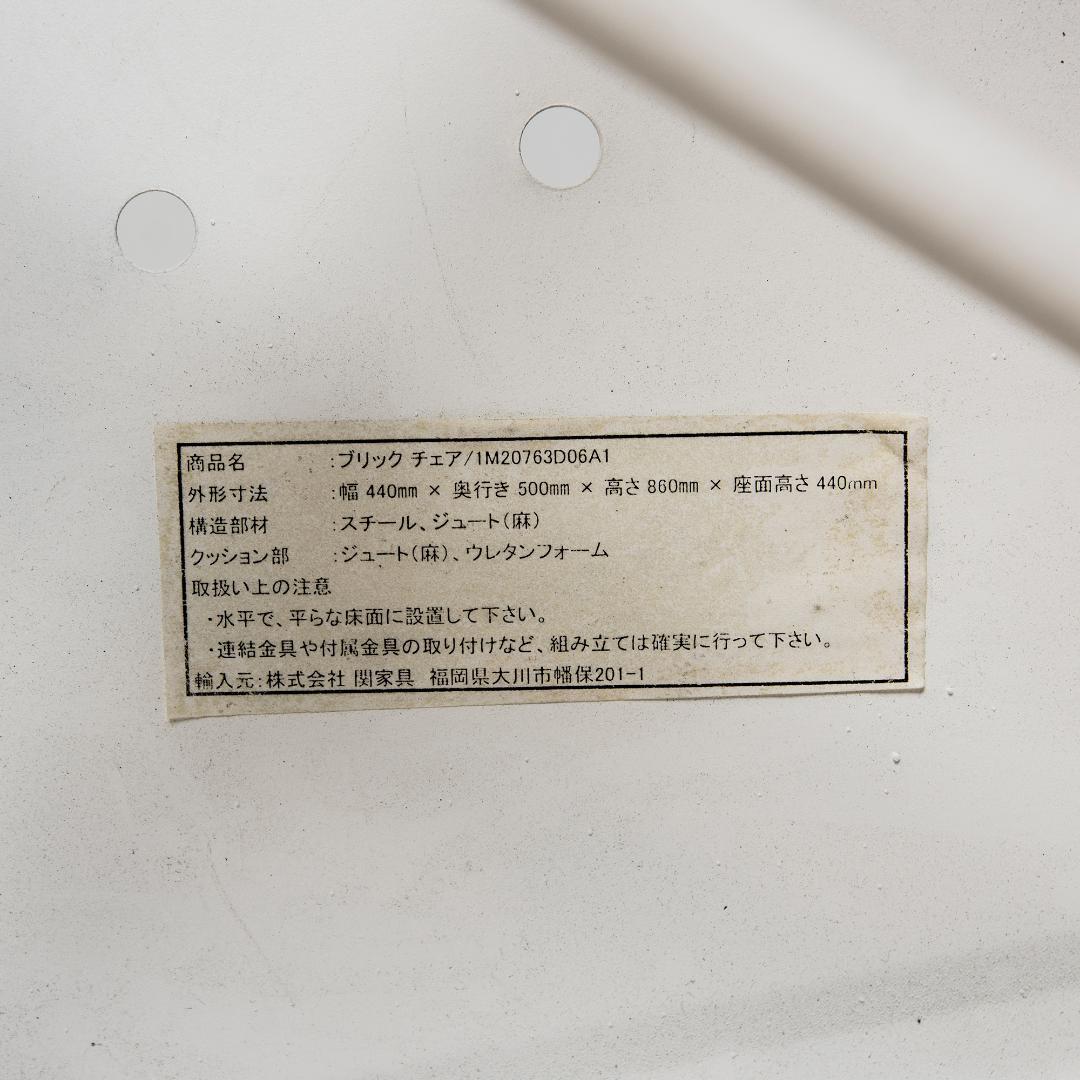 商品名 :ブリック チェア/1M20763D06A1
外形寸法 :幅 440mm × 奥行き 500mm × 高さ 860mm × 座面高さ 440mm
構造部材 :スチール、ジュート(麻)
クッション部 :ジュート(麻)、ウレタンフォーム
取扱い上の注意
・水平で、平らな床面に設置して下さい。
・連結金具や付属金具の取り付けなど、組み立ては確実に行って下さい。
輸入元:株式会社 関家具 福岡県大川市幡保201-1